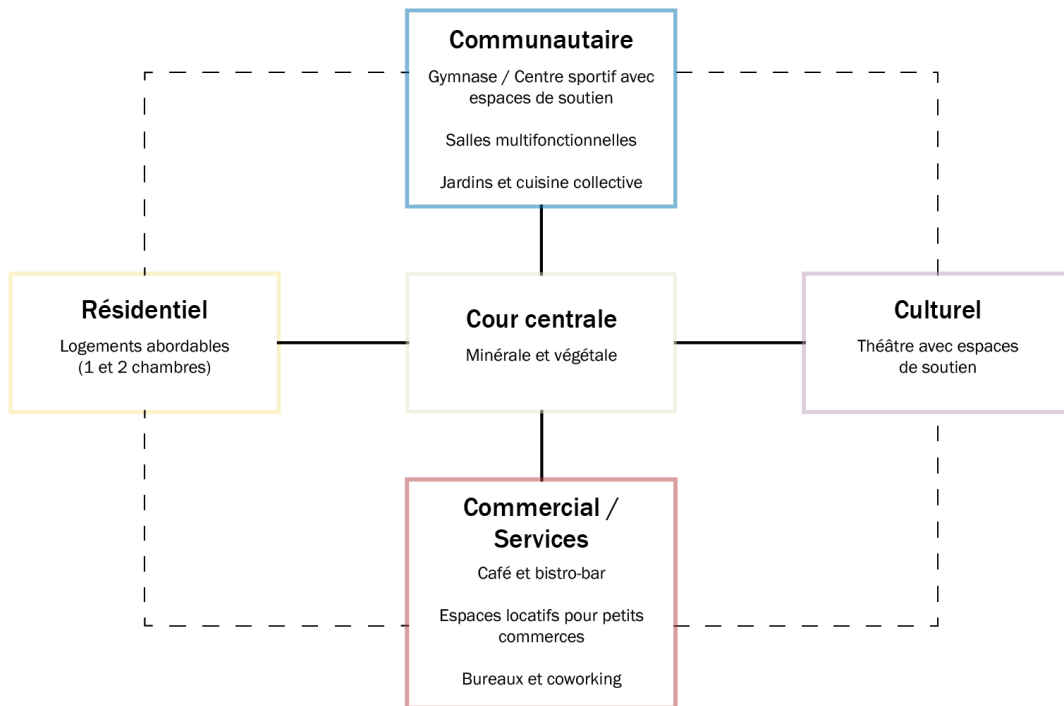 Communautaire
Gymnase / Centre sportif avec
espaces de soutien
Salles multifonctionnelles
Jardins et cuisine collective
Résidentiel
Logements abordables
(1 et 2 chambres)
Cour centrale
Minérale et végétale
Culturel
Théâtre avec espaces
de soutien
Commercial /
Services
Café et bistro-bar
Espaces locatifs pour petits
commerces
Bureaux et coworking